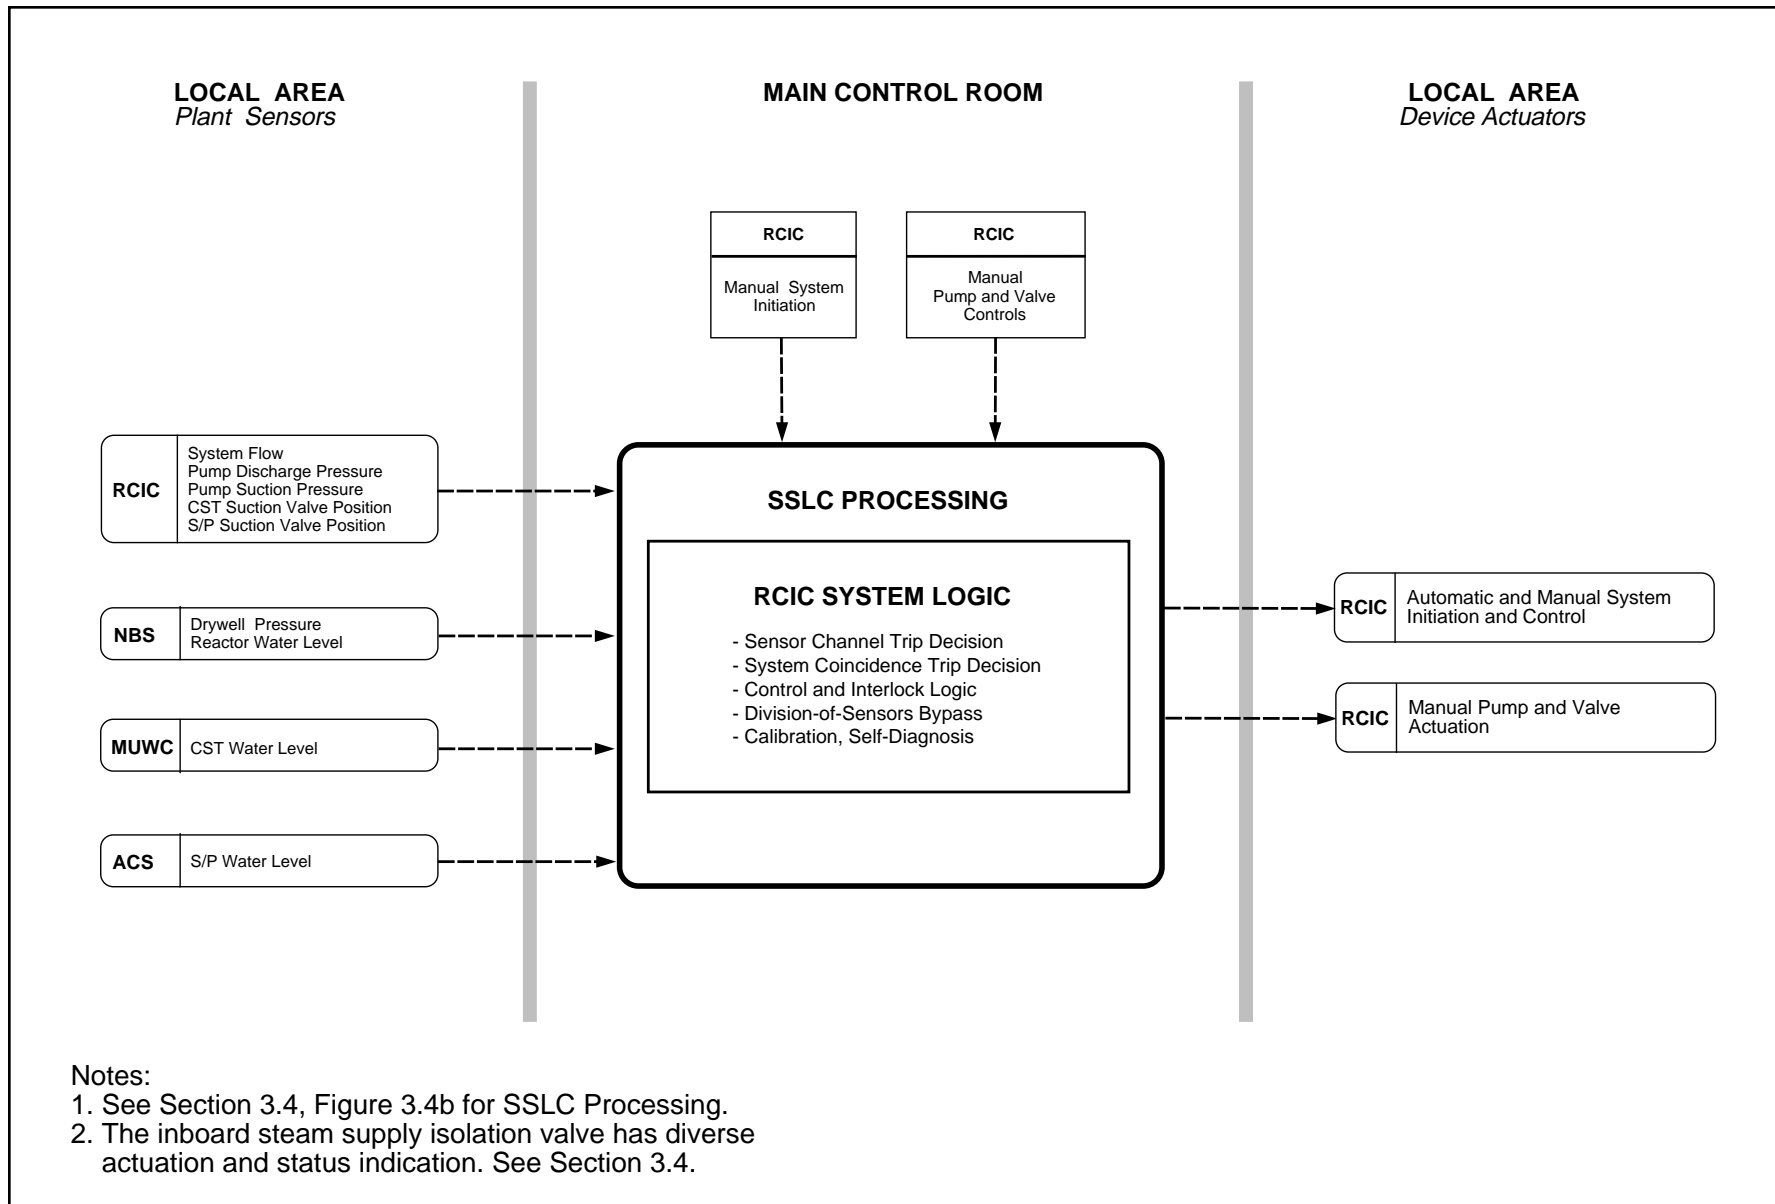 LOCAL AREA
Plant Sensors
MAIN CONTROL ROOM
LOCAL AREA
Device Actuators
RCIC
Manual System
Initiation
RCIC
Manual
Pump and Valve
Controls
RCIC
System Flow
Pump Discharge Pressure
Pump Suction Pressure
CST Suction Valve Position
S/P Suction Valve Position
NBS
Drywell Pressure
Reactor Water Level
MUWC
CST Water Level
ACS
S/P Water Level
SSLC PROCESSING
RCIC SYSTEM LOGIC
- Sensor Channel Trip Decision
- System Coincidence Trip Decision
- Control and Interlock Logic
- Division-of-Sensors Bypass
- Calibration, Self-Diagnosis
RCIC
Automatic and Manual System
Initiation and Control
RCIC
Manual Pump and Valve
Actuation
Notes:
1. See Section 3.4, Figure 3.4b for SSLC Processing.
2. The inboard steam supply isolation valve has diverse
actuation and status indication. See Section 3.4.